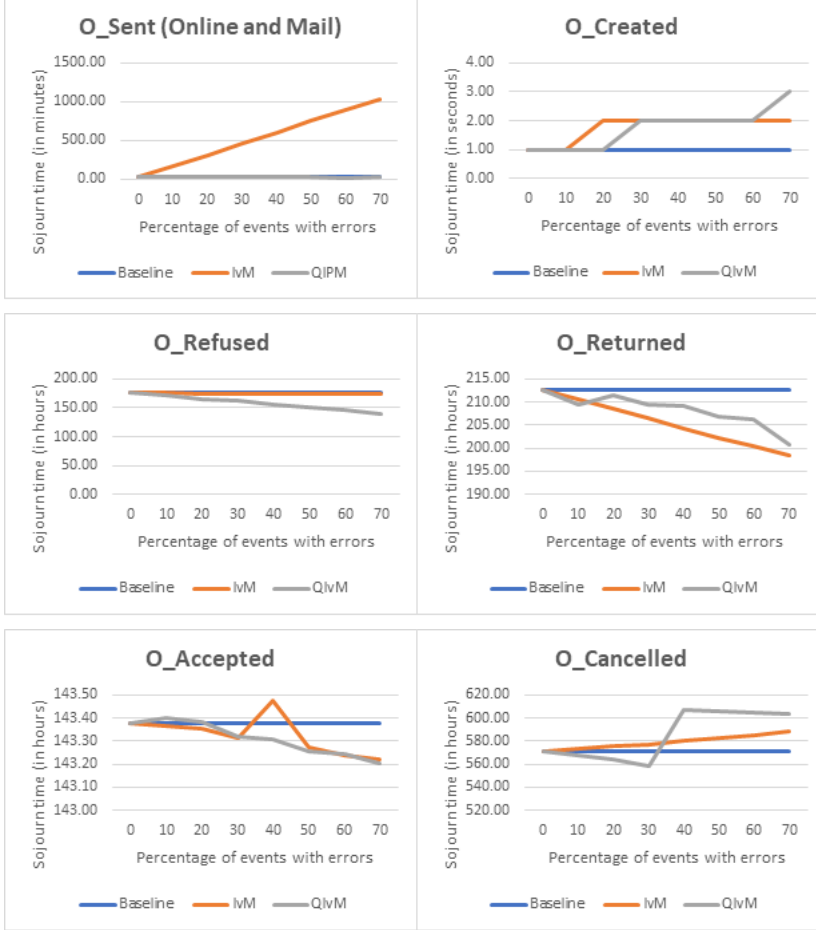 O_Sent (Online and Mail)
Sojourn time (in minutes)
1500.00
1000.00
500.00
0.00
0 10 20 30 40 50 60 70
Percentage of events with errors
Baseline IvM QIPM
O_Created
Sojourn time (in seconds)
4.00
3.00
2.00
1.00
0.00
0 10 20 30 40 50 60 70
Percentage of events with errors
Baseline IvM QIvM
O_Refused
Sojourn time (in hours)
200.00
150.00
100.00
50.00
0.00
0 10 20 30 40 50 60 70
Percentage of events with errors
Baseline IvM QIvM
O_Returned
Sojourn time (in hours)
215.00
210.00
205.00
200.00
195.00
190.00
0 10 20 30 40 50 60 70
Percentage of events with errors
Baseline IvM QIvM
O_Accepted
Sojourn time (in hours)
143.50
143.40
143.30
143.20
143.10
143.00
0 10 20 30 40 50 60 70
Percentage of events with errors
Baseline IvM QIvM
O_Cancelled
Sojourn time (in hours)
620.00
600.00
580.00
560.00
540.00
520.00
0 10 20 30 40 50 60 70
Percentage of events with errors
Baseline IvM QIvM